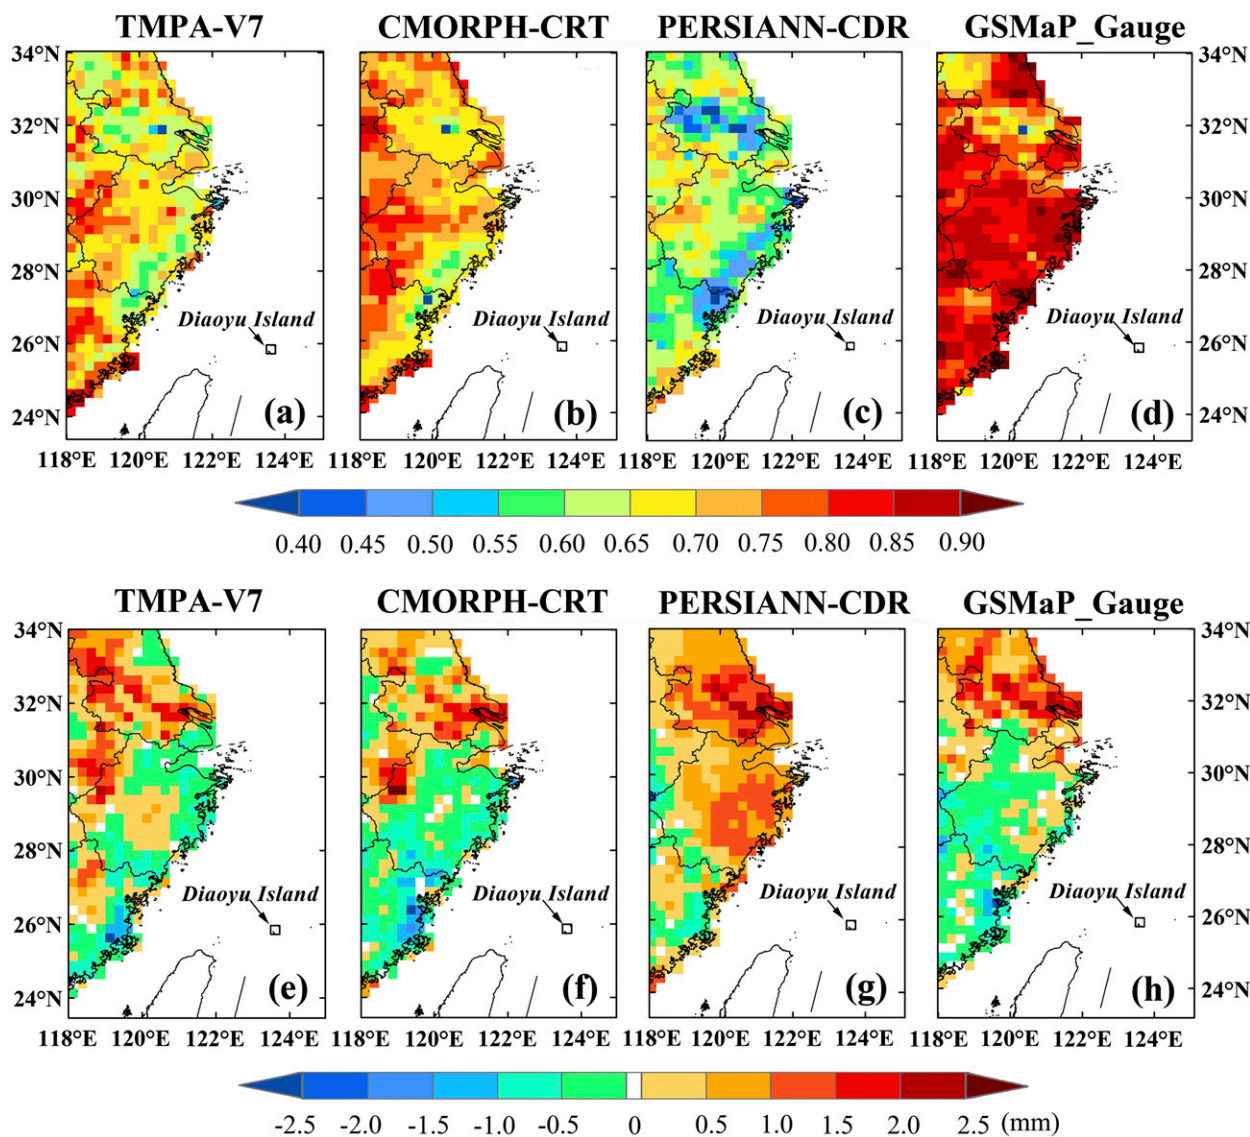 TMPA-V7 CMORPH-CRT PERSIANN-CDR GSMaP_Gauge
34°N 34°N
32°N 32°N
30°N 30°N
28°N 28°N
Diaoyu Island Diaoyu Island Diaoyu Island Diaoyu Island
26°N 26°N
24°N (a) (b) (c) (d) 24°N
118°E 120°E 122°E 118°E 120°E 122°E 124°E 118°E 120°E 122°E 124°E 118°E 120°E 122°E 124°E
0.40 0.45 0.50 0.55 0.60 0.65 0.70 0.75 0.80 0.85 0.90
TMPA-V7 CMORPH-CRT PERSIANN-CDR GSMaP_Gauge
34°N 34°N
32°N 32°N
30°N 30°N
28°N 28°N
Diaoyu Island Diaoyu Island Diaoyu Island Diaoyu Island
26°N 26°N
24°N (e) (f) (g) (h) 24°N
118°E 120°E 122°E 118°E 120°E 122°E 124°E 118°E 120°E 122°E 124°E 118°E 120°E 122°E 124°E
-2.5 -2.0 -1.5 -1.0 -0.5 0 0.5 1.0 1.5 2.0 2.5 (mm)